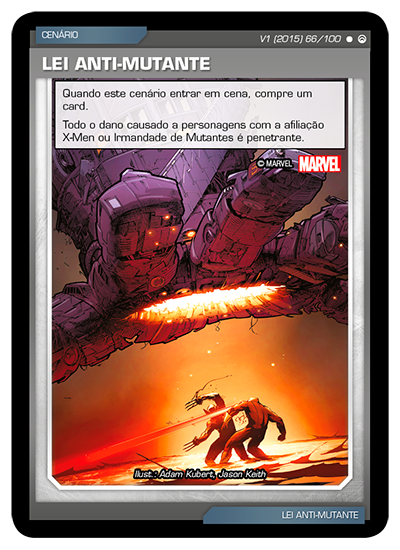 CENÁRIO
V1 (2015) 66/100
LEI ANTI-MUTANTE
Quando este cenário entrar em cena, compre um
card.
Todo o dano causado a personagens com a afiliação
X-Men ou Irmandade de Mutantes é penetrante.
© MARVEL MARVEL
Ilust.: Adam Kubert, Jason Keith
LEI ANTI-MUTANTE